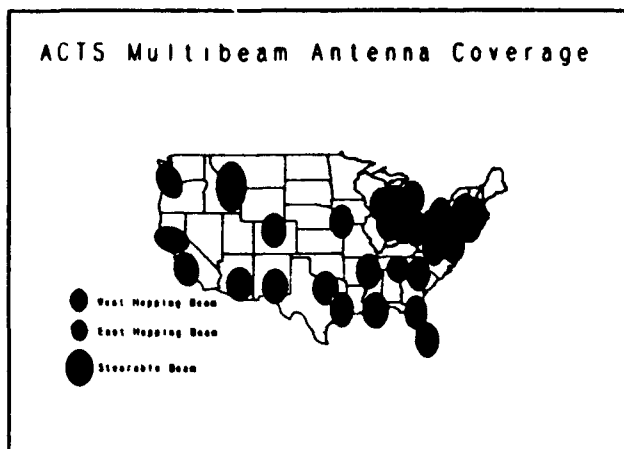 ACTS Multibeam Antenna Coverage
West Hopping Beam
East Hopping Beam
Steerable Beam